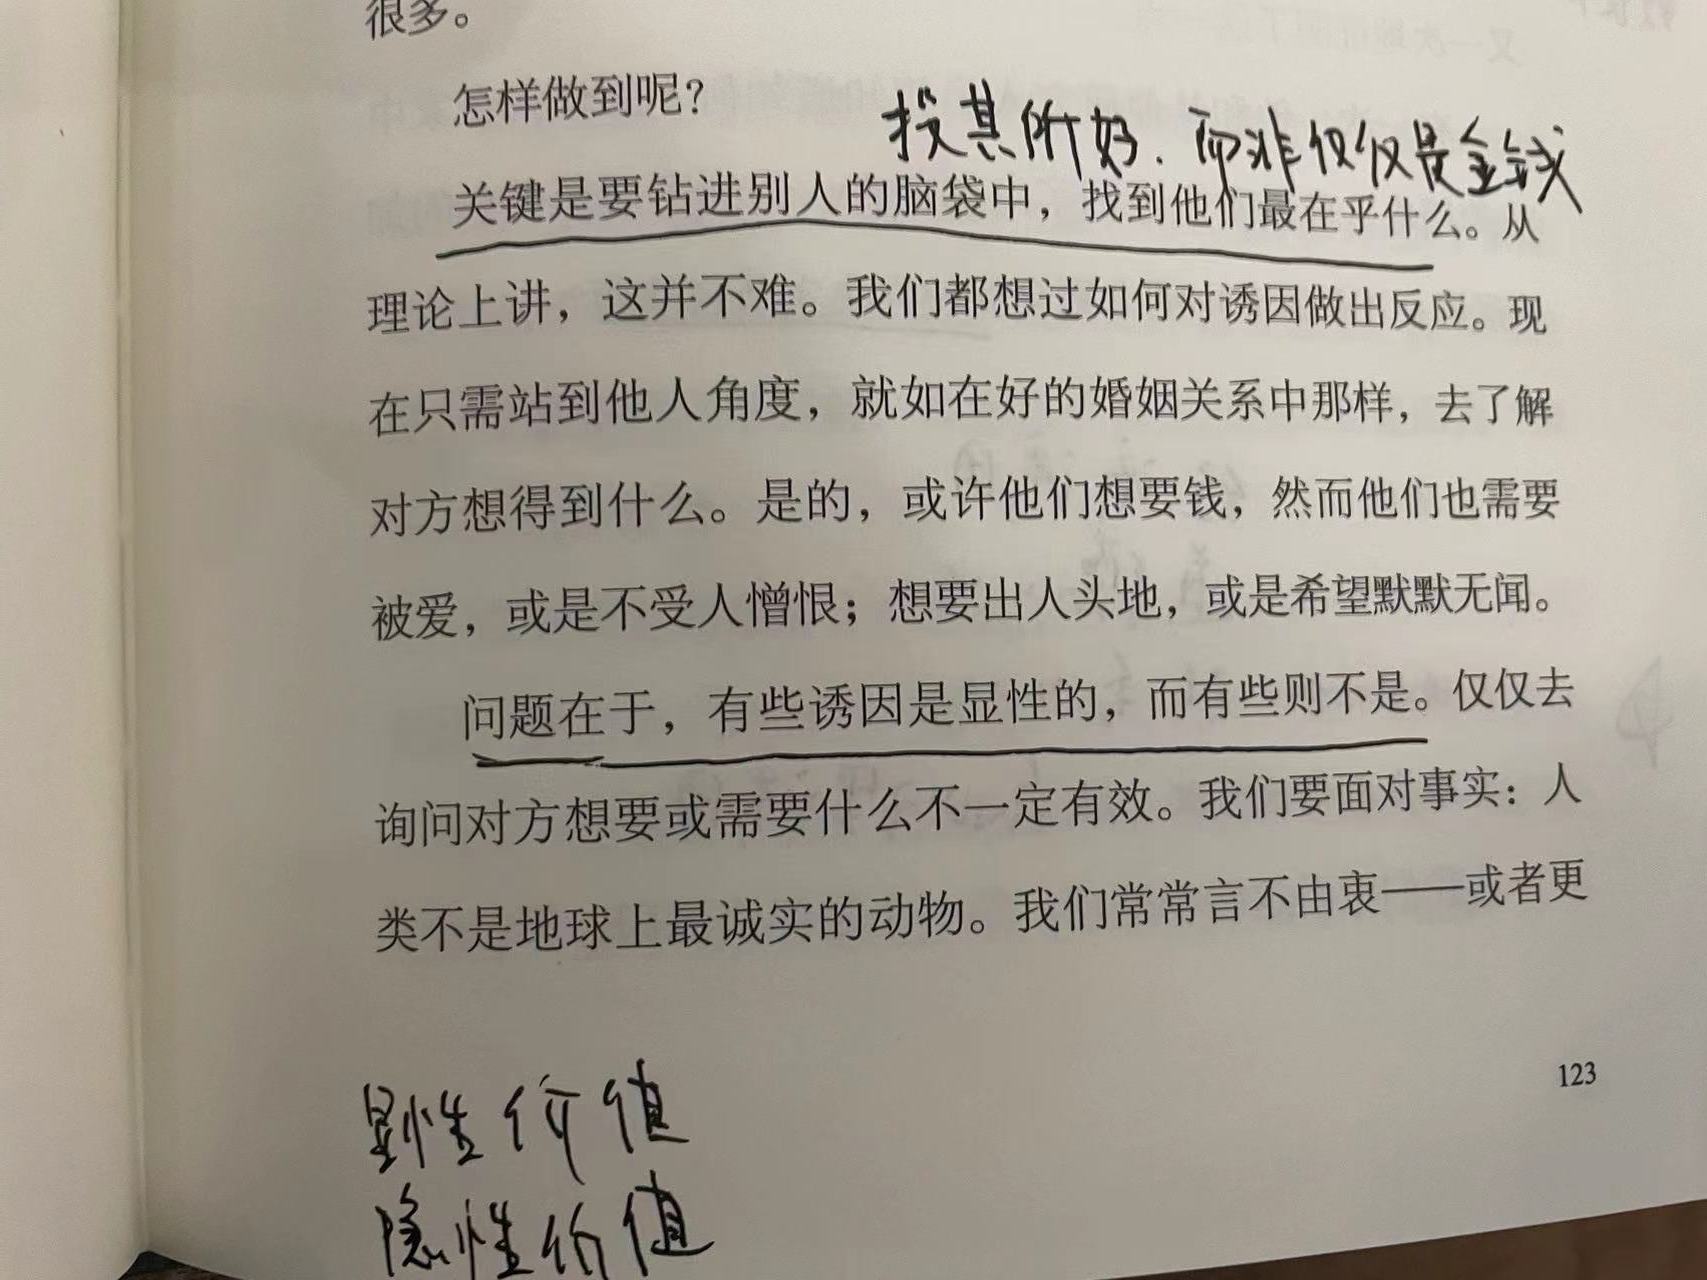 很多。
怎样做到呢？
投其所好．而非仅仅是金钱
关键是要钻进别人的脑袋中，找到他们最在乎什么。从
理论上讲，这并不难。我们都想过如何对诱因做出反应。现
在只需站到他人角度，就如在好的婚姻关系中那样，去了解
对方想得到什么。是的，或许他们想要钱，然而他们也需要
被爱，或是不受人憎恨；想要出人头地，或是希望默默无闻。
问题在于，有些诱因是显性的，而有些则不是。仅仅去
询问对方想要或需要什么不一定有效。我们要面对事实：人
类不是地球上最诚实的动物。我们常常言不由衷——或者更
123
显性价值
隐性价值